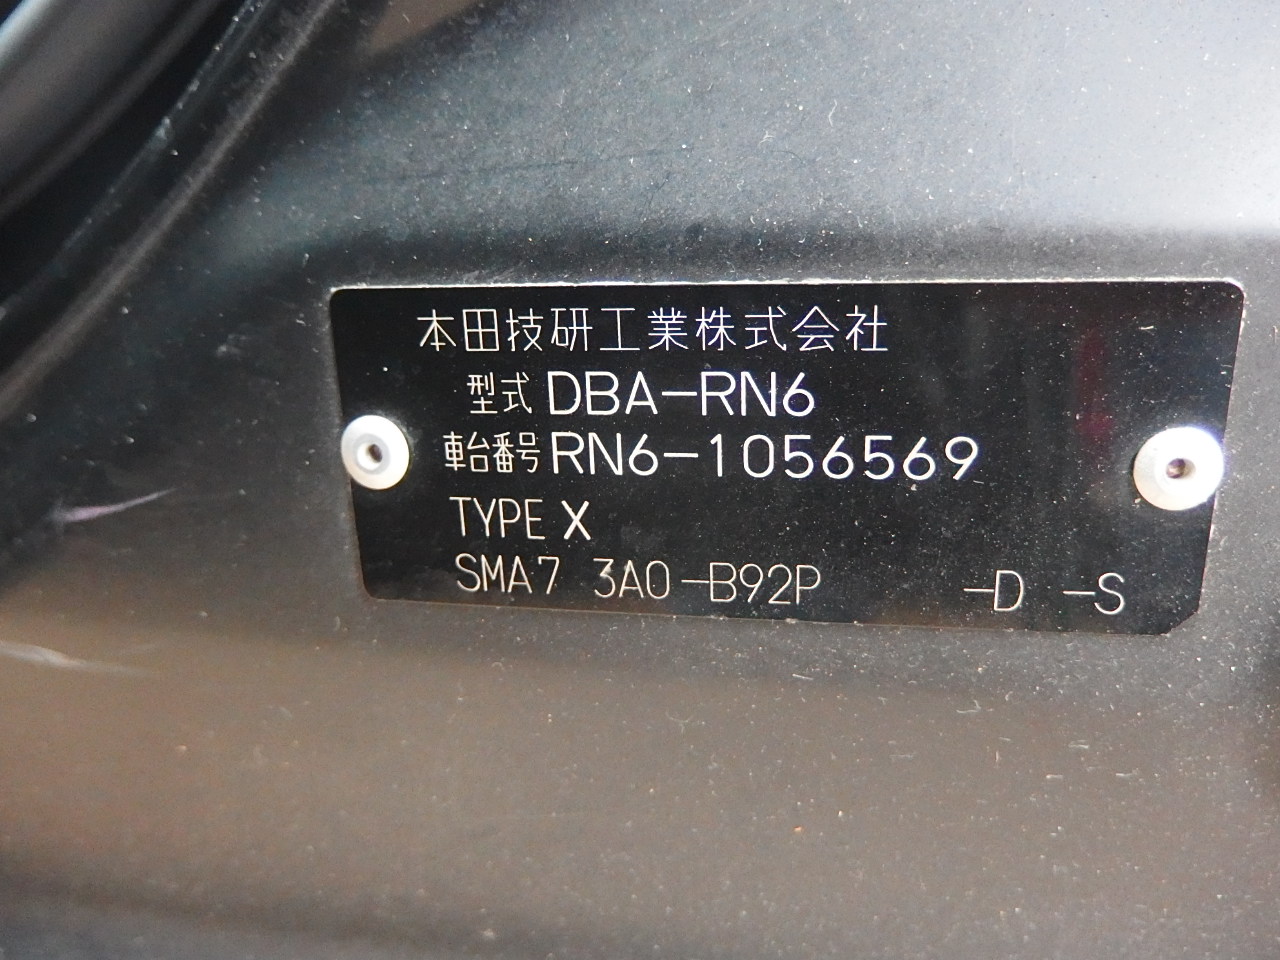 本田技研工業株式会社
型式 DBA-RN6
車台番号 RN6-1056569
TYPE X
SMA7 3A0-B92P -D -S